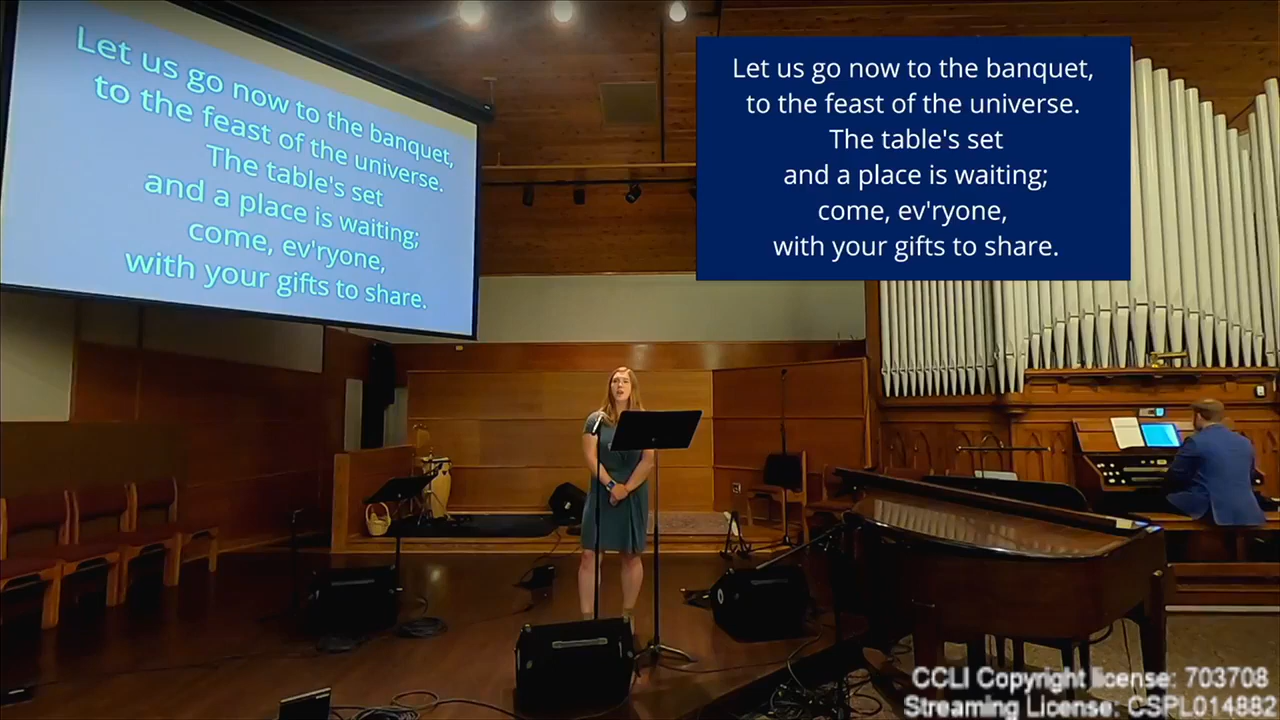 Let us go now to the banquet,
to the feast of the universe.
The table's set
and a place is waiting;
come, ev'ryone,
with your gifts to share.
Let us go now to the banquet,
to the feast of the universe.
The table's set
and a place is waiting;
come, ev'ryone,
with your gifts to share.
CCLI Copyright license: 703708
Streaming License: CSPL014882